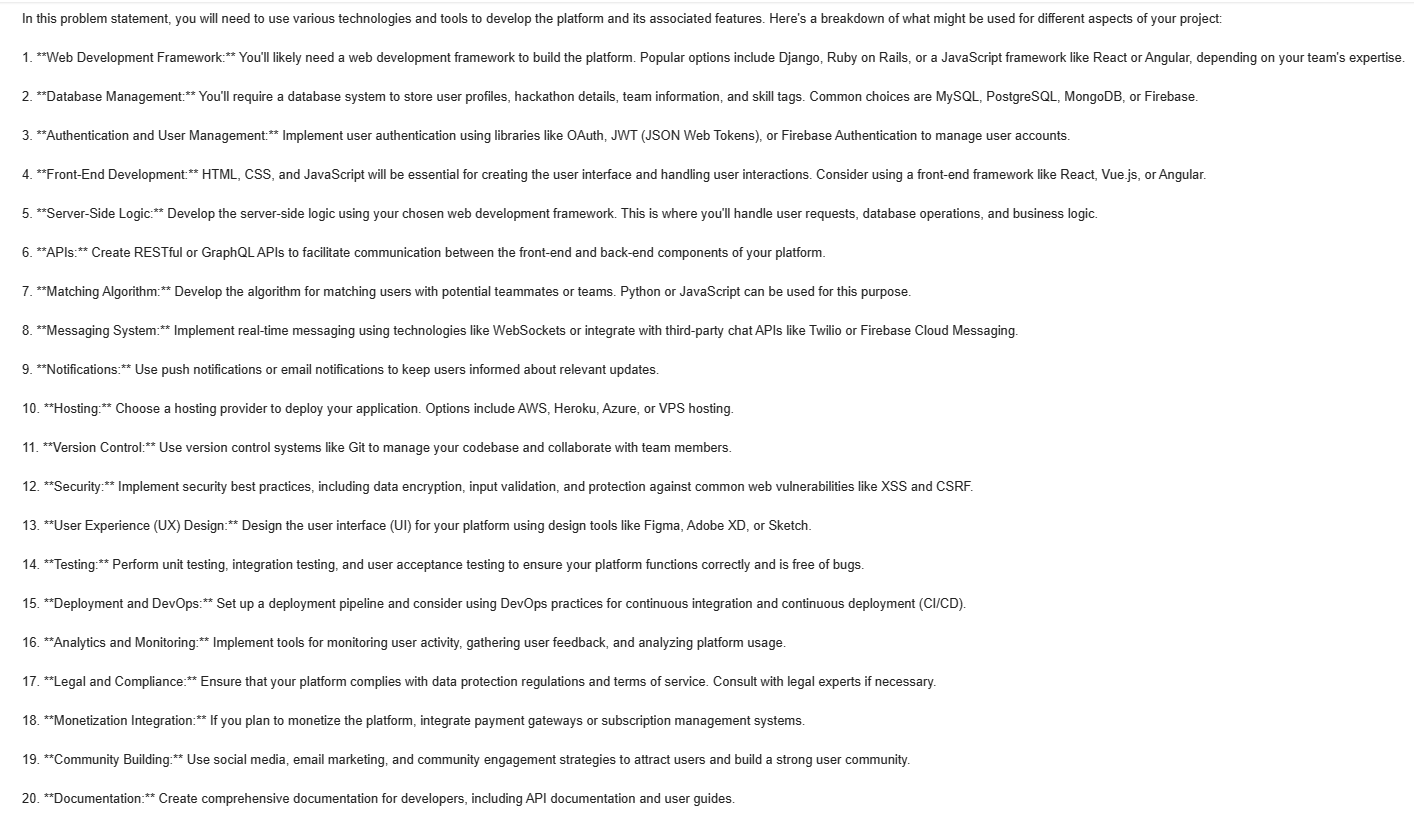 In this problem statement, you will need to use various technologies and tools to develop the platform and its associated features. Here's a breakdown of what might be used for different aspects of your project:
1. **Web Development Framework:** You'll likely need a web development framework to build the platform. Popular options include Django, Ruby on Rails, or a JavaScript framework like React or Angular, depending on your team's expertise.
2. **Database Management:** You'll require a database system to store user profiles, hackathon details, team information, and skill tags. Common choices are MySQL, PostgreSQL, MongoDB, or Firebase.
3. **Authentication and User Management:** Implement user authentication using libraries like OAuth, JWT (JSON Web Tokens), or Firebase Authentication to manage user accounts.
4. **Front-End Development:** HTML, CSS, and JavaScript will be essential for creating the user interface and handling user interactions. Consider using a front-end framework like React, Vue.js, or Angular.
5. **Server-Side Logic:** Develop the server-side logic using your chosen web development framework. This is where you'll handle user requests, database operations, and business logic.
6. **APIs:** Create RESTful or GraphQL APIs to facilitate communication between the front-end and back-end components of your platform.
7. **Matching Algorithm:** Develop the algorithm for matching users with potential teammates or teams. Python or JavaScript can be used for this purpose.
8. **Messaging System:** Implement real-time messaging using technologies like WebSockets or integrate with third-party chat APIs like Twilio or Firebase Cloud Messaging.
9. **Notifications:** Use push notifications or email notifications to keep users informed about relevant updates.
10. **Hosting:** Choose a hosting provider to deploy your application. Options include AWS, Heroku, Azure, or VPS hosting.
11. **Version Control:** Use version control systems like Git to manage your codebase and collaborate with team members.
12. **Security:** Implement security best practices, including data encryption, input validation, and protection against common web vulnerabilities like XSS and CSRF.
13. **User Experience (UX) Design:** Design the user interface (UI) for your platform using design tools like Figma, Adobe XD, or Sketch.
14. **Testing:** Perform unit testing, integration testing, and user acceptance testing to ensure your platform functions correctly and is free of bugs.
15. **Deployment and DevOps:** Set up a deployment pipeline and consider using DevOps practices for continuous integration and continuous deployment (CI/CD).
16. **Analytics and Monitoring:** Implement tools for monitoring user activity, gathering user feedback, and analyzing platform usage.
17. **Legal and Compliance:** Ensure that your platform complies with data protection regulations and terms of service. Consult with legal experts if necessary.
18. **Monetization Integration:** If you plan to monetize the platform, integrate payment gateways or subscription management systems.
19. **Community Building:** Use social media, email marketing, and community engagement strategies to attract users and build a strong user community.
20. **Documentation:** Create comprehensive documentation for developers, including API documentation and user guides.